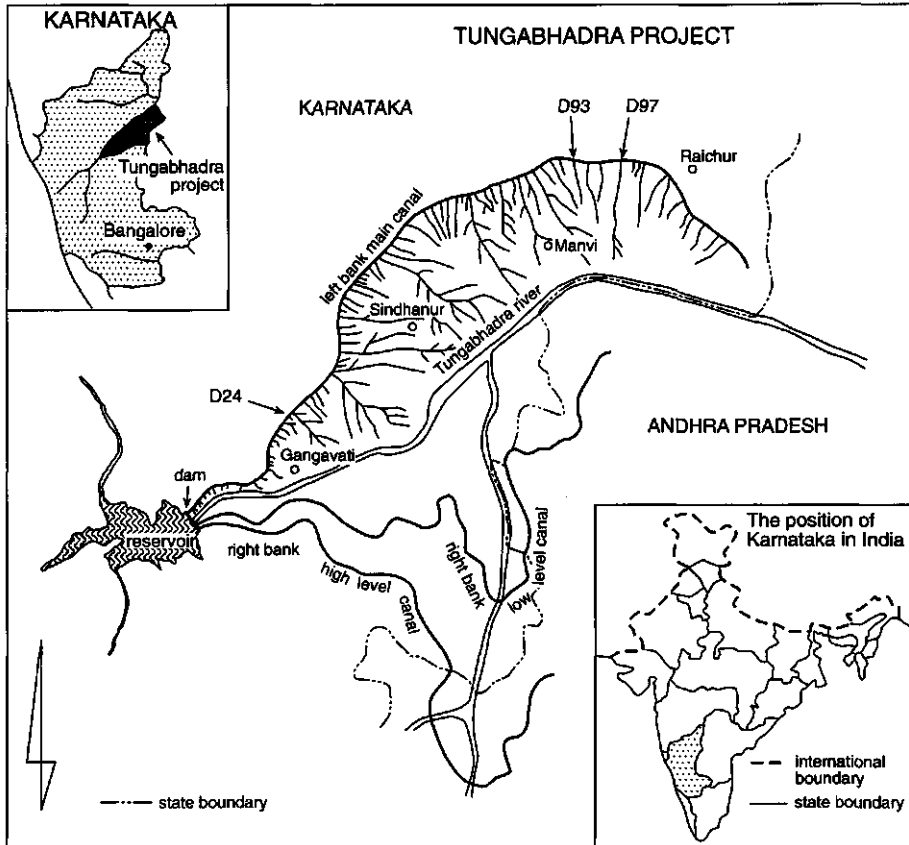 KARNATAKA
Tungabhadra
project
Bangalore
TUNGABHADRA PROJECT
KARNATAKA
D93
D97
Raichur
left bank main canal
Manvi
Sindhanur
Tungabhadra river
D24
Gangavati
ANDHRA PRADESH
dam
reservoir
right bank
high level
canal
right bank
low level canal
state boundary
The position of
Karnataka in India
international
boundary
state boundary